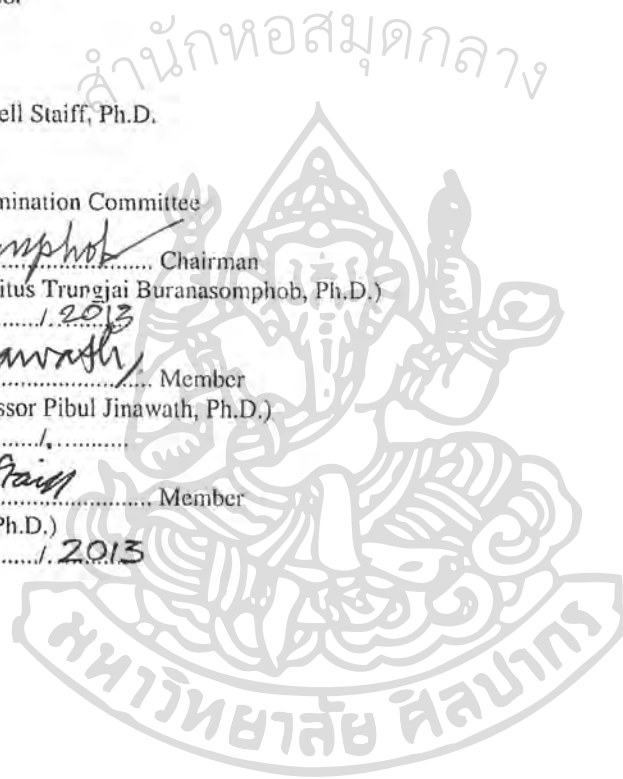 สำนักหอสมุดกลาง
ell Staiff, Ph.D.
mination Committee
Chairman
itus Trungjai Buranasomphob, Ph.D.)
/ 2013
Member
ssor Pibul Jinawath, Ph.D.)
/
Staiff
Member
Ph.D.)
/ 2013
มหาวิทยาลัย ศิลปากร